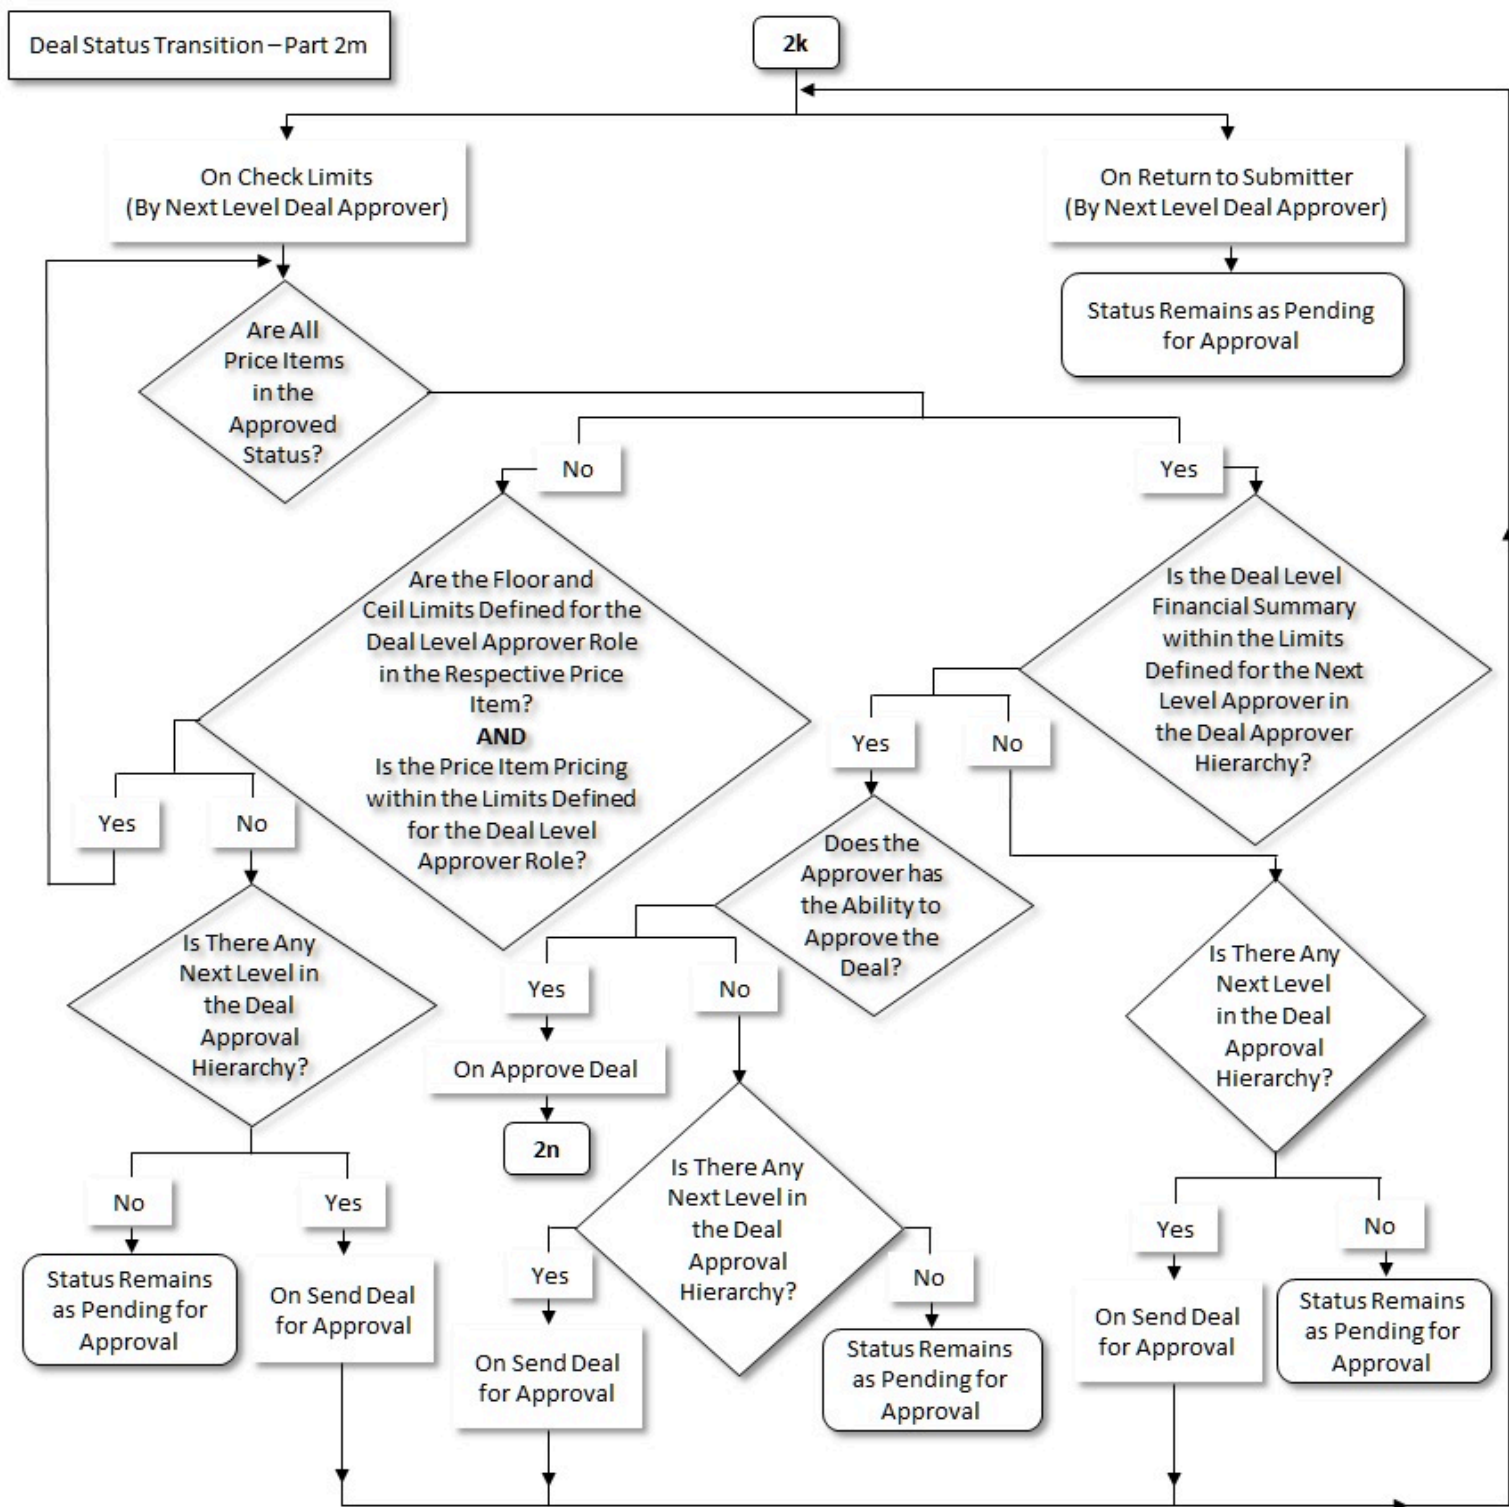 Deal Status Transition – Part 2m
2k
On Check Limits
(By Next Level Deal Approver)
On Return to Submitter
(By Next Level Deal Approver)
Status Remains as Pending
for Approval
Are All
Price Items
in the
Approved
Status?
No
Yes
Are the Floor and
Ceil Limits Defined for the
Deal Level Approver Role
in the Respective Price
Item?
AND
Is the Price Item Pricing
within the Limits Defined
for the Deal Level
Approver Role?
Is the Deal Level
Financial Summary
within the Limits
Defined for the Next
Level Approver in
the Deal Approver
Hierarchy?
Yes
No
Yes
No
Does the
Approver has
the Ability to
Approve the
Deal?
Is There Any
Next Level in
the Deal
Approval
Hierarchy?
Yes
No
Is There Any
Next Level
in the Deal
Approval
Hierarchy?
On Approve Deal
2n
Is There Any
Next Level in
the Deal
Approval
Hierarchy?
No
Yes
Yes
No
Yes
No
Status Remains
as Pending for
Approval
On Send Deal
for Approval
On Send Deal
for Approval
Status Remains
as Pending for
Approval
On Send Deal
for Approval
Status Remains
as Pending for
Approval